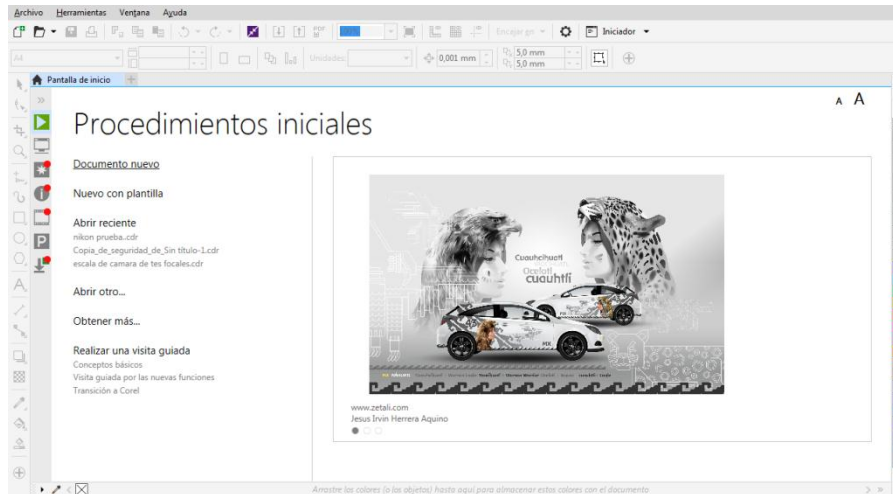 Archivo Herramientas Ventana Ayuda
PDF
Encajar en Iniciador
A4 Unidades: 0,001 mm 5,0 mm
5,0 mm
Pantalla de inicio
A A
Procedimientos iniciales
Documento nuevo
Nuevo con plantilla
Abrir reciente
nikon prueba..cdr
Copia_de_seguridad_de_Sin título-1.cdr
escala de camara de tes focales.cdr
Abrir otro...
Obtener más...
Realizar una visita guiada
Conceptos básicos
Visita guiada por las nuevas funciones
Transición a Corel
Cuauhcihuatl
Ocelotl
cuauhtli
MX
www.zetali.com
Jesus Irvin Herrera Aquino
Arrastre los colores (o los objetos) hasta aquí para almacenar estos colores con el documento